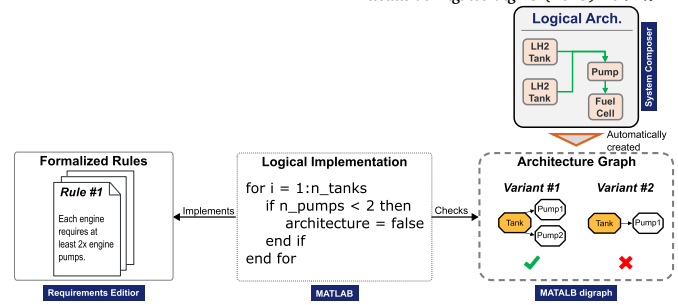 Logical Arch.
LH2
Tank
LH2
Tank
Pump
Fuel
Cell
System Composer
Automatically
created
Formalized Rules
Rule #1
Each engine
requires at
least 2x engine
pumps.
Requirements Editior
Implements
Logical Implementation
for i = 1:n_tanks
if n_pumps < 2 then
architecture = false
end if
end for
MATLAB
Checks
Architecture Graph
Variant #1
Variant #2
Tank
Pump1
Pump2
Tank
Pump1
MATALB digraph